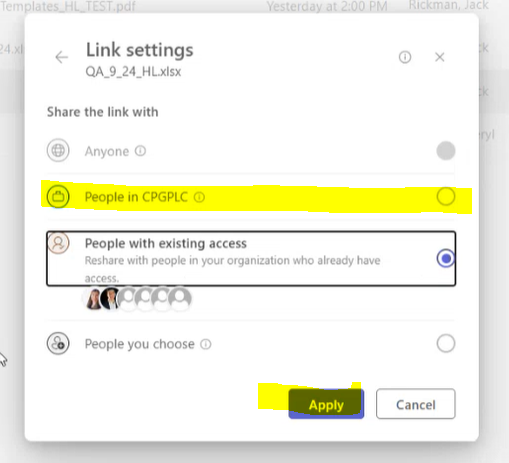 Templates_HL_TEST.pdf Yesterday at 2:00 PM Rickman, Jack
Link settings
QA_9_24_HL.xlsx
Share the link with
Anyone
People in CPGPLC
People with existing access
Reshare with people in your organization who already have
access.
People you choose
Apply Cancel